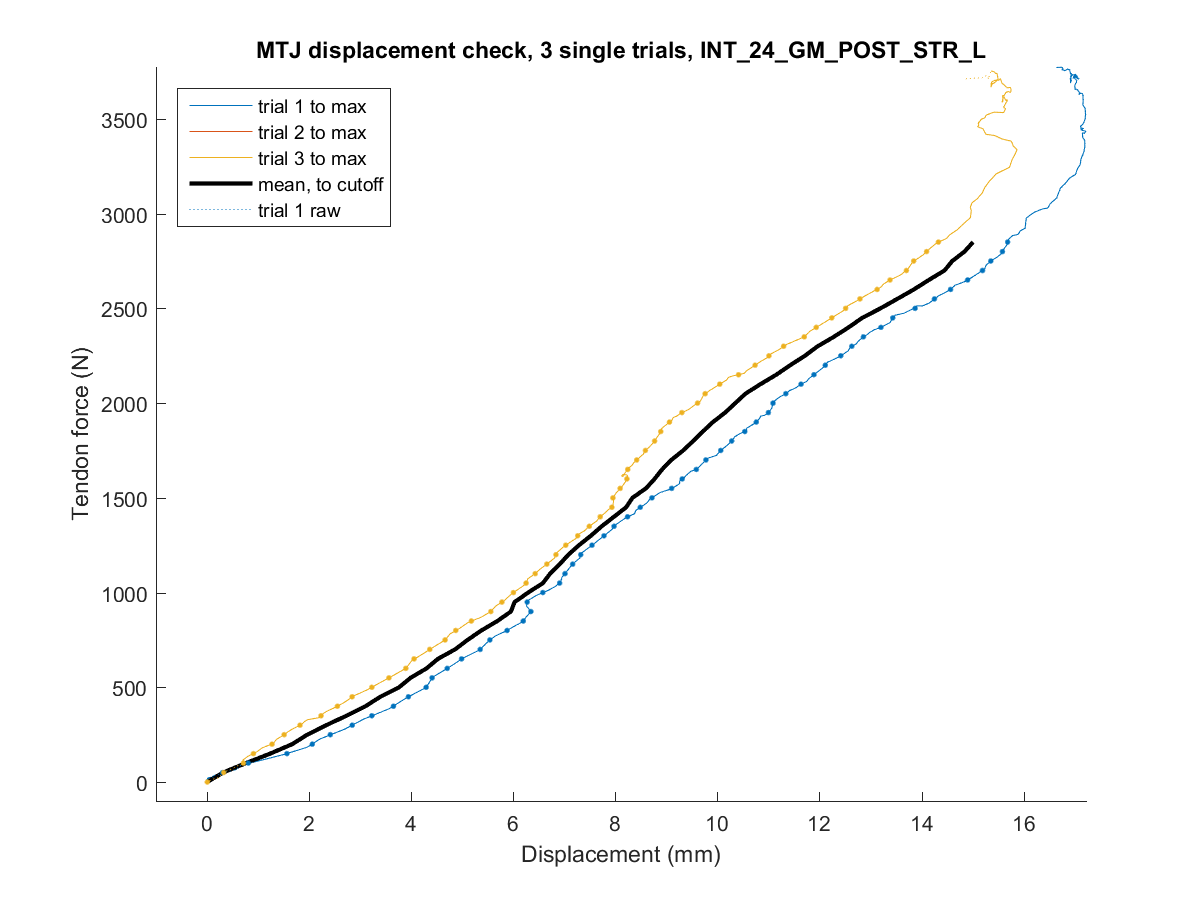 MTJ displacement check, 3 single trials, INT_24_GM_POST_STR_L
trial 1 to max
trial 2 to max
trial 3 to max
mean, to cutoff
trial 1 raw
3500
3000
2500
2000
1500
1000
500
0
Tendon force (N)
0 2 4 6 8 10 12 14 16
Displacement (mm)